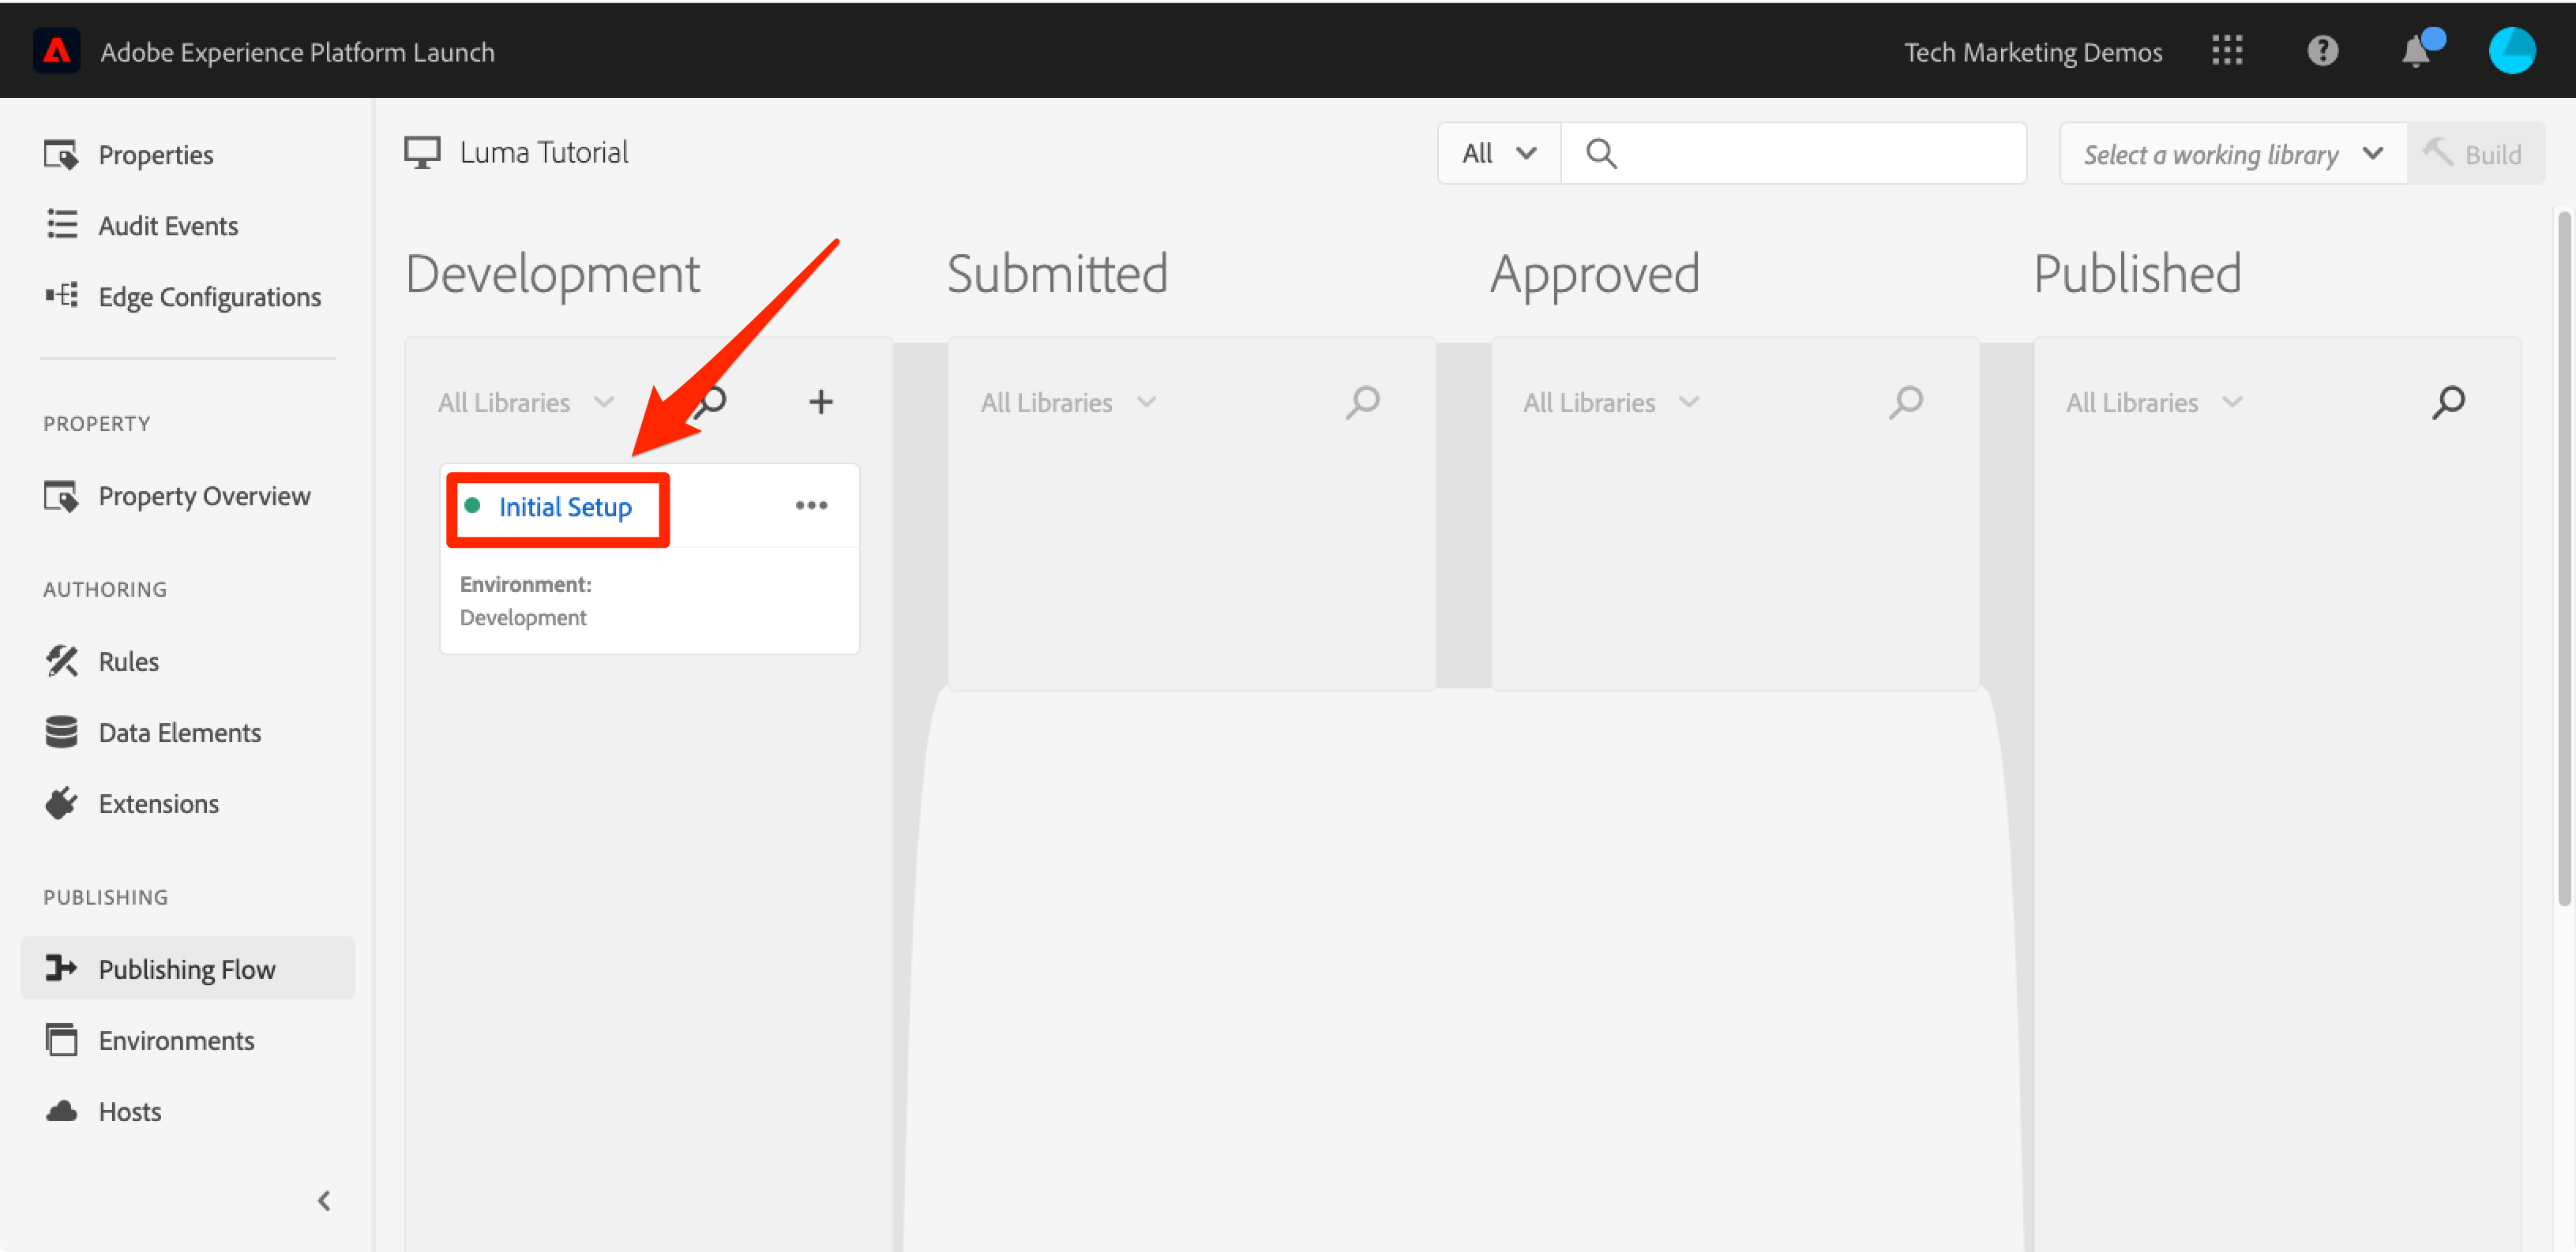 Adobe Experience Platform Launch
Tech Marketing Demos
Properties
Audit Events
Edge Configurations
PROPERTY
Property Overview
AUTHORING
Rules
Data Elements
Extensions
PUBLISHING
Publishing Flow
Environments
Hosts
Luma Tutorial
All
Select a working library
Build
Development
Submitted
Approved
Published
All Libraries
All Libraries
All Libraries
All Libraries
Initial Setup
Environment:
Development